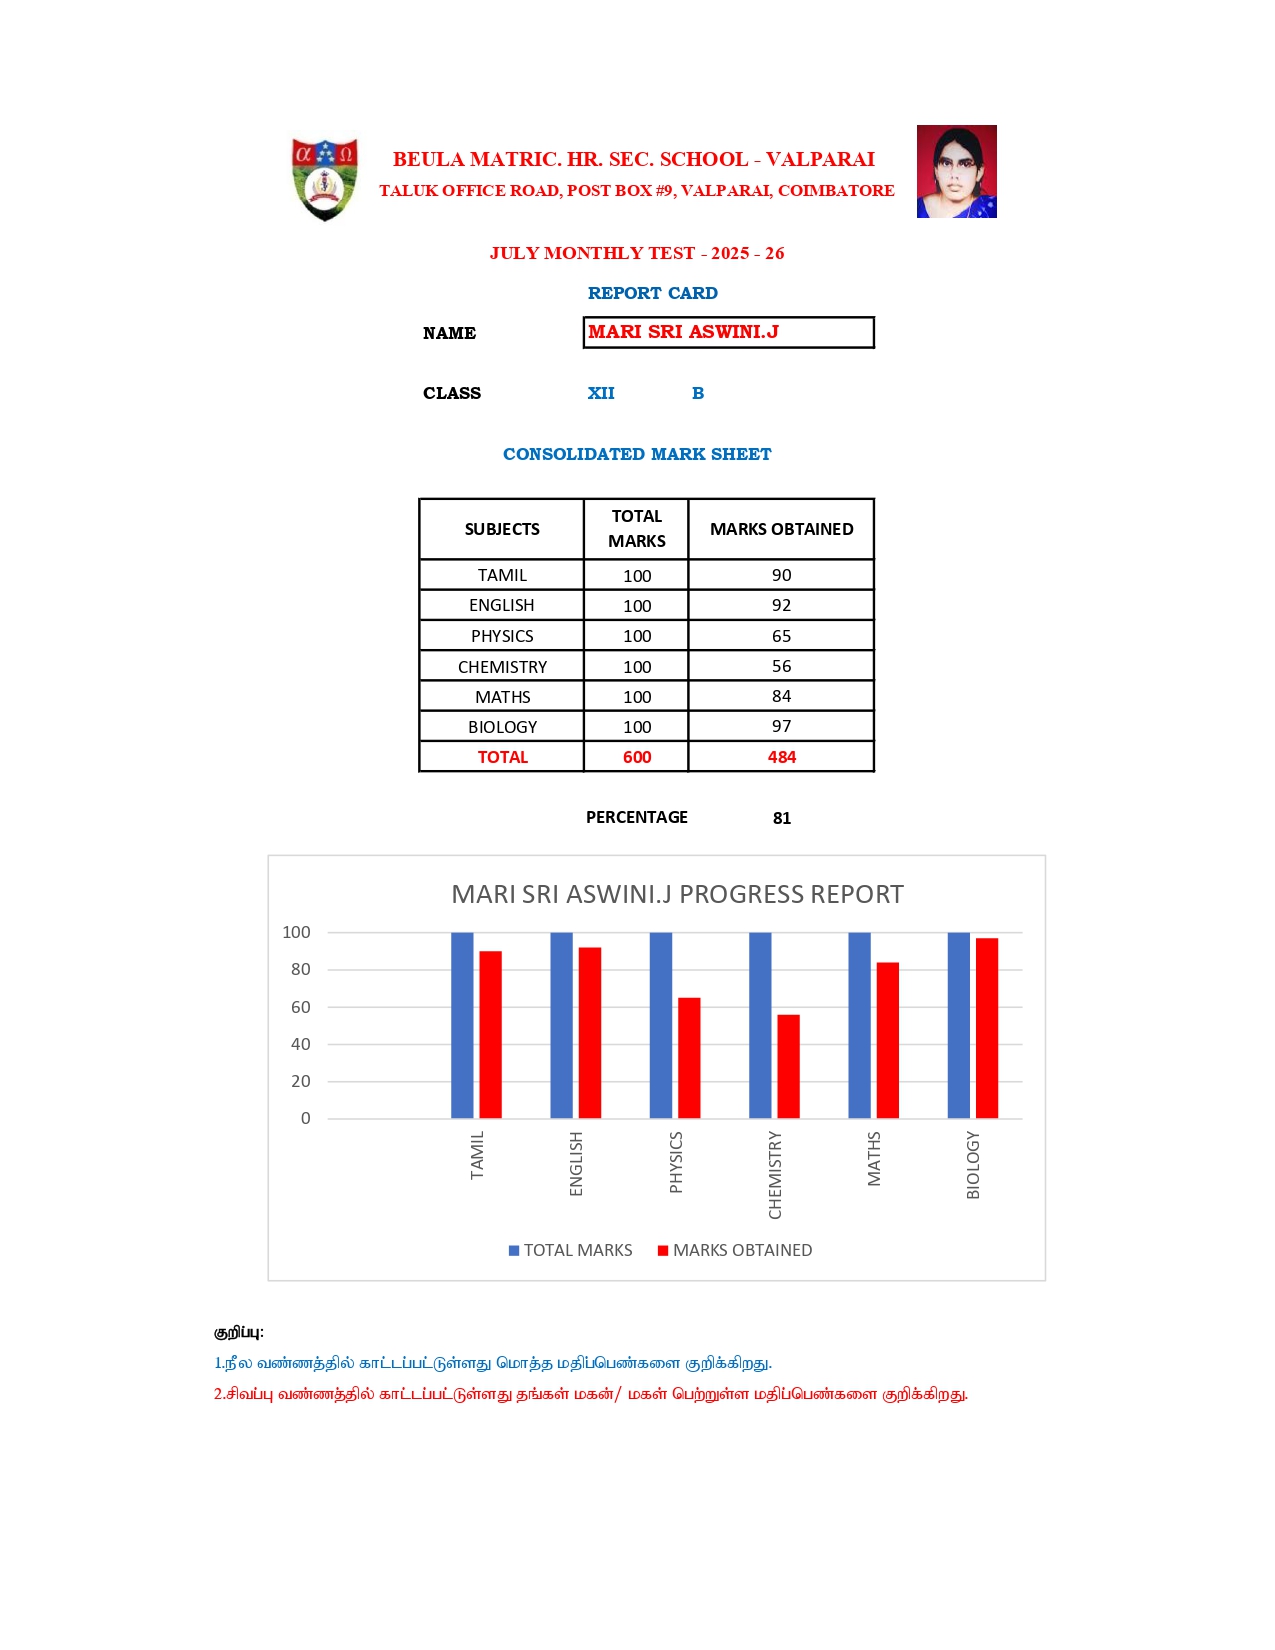 α Ω
BEULA MATRIC. HR. SEC. SCHOOL - VALPARAI
TALUK OFFICE ROAD, POST BOX #9, VALPARAI, COIMBATORE
JULY MONTHLY TEST - 2025 - 26
REPORT CARD
NAME MARI SRI ASWINI.J
CLASS XII B
CONSOLIDATED MARK SHEET
SUBJECTS TOTAL MARKS MARKS OBTAINED
TAMIL 100 90
ENGLISH 100 92
PHYSICS 100 65
CHEMISTRY 100 56
MATHS 100 84
BIOLOGY 100 97
TOTAL 600 484
PERCENTAGE 81
MARI SRI ASWINI.J PROGRESS REPORT
100
80
60
40
20
0
TAMIL ENGLISH PHYSICS CHEMISTRY MATHS BIOLOGY
TOTAL MARKS MARKS OBTAINED
குறிப்பு:
1.நீல வண்ணத்தில் காட்டப்பட்டுள்ளது மொத்த மதிப்பெண்களை குறிக்கிறது.
2.சிவப்பு வண்ணத்தில் காட்டப்பட்டுள்ளது தங்கள் மகன்/ மகள் பெற்றுள்ள மதிப்பெண்களை குறிக்கிறது.